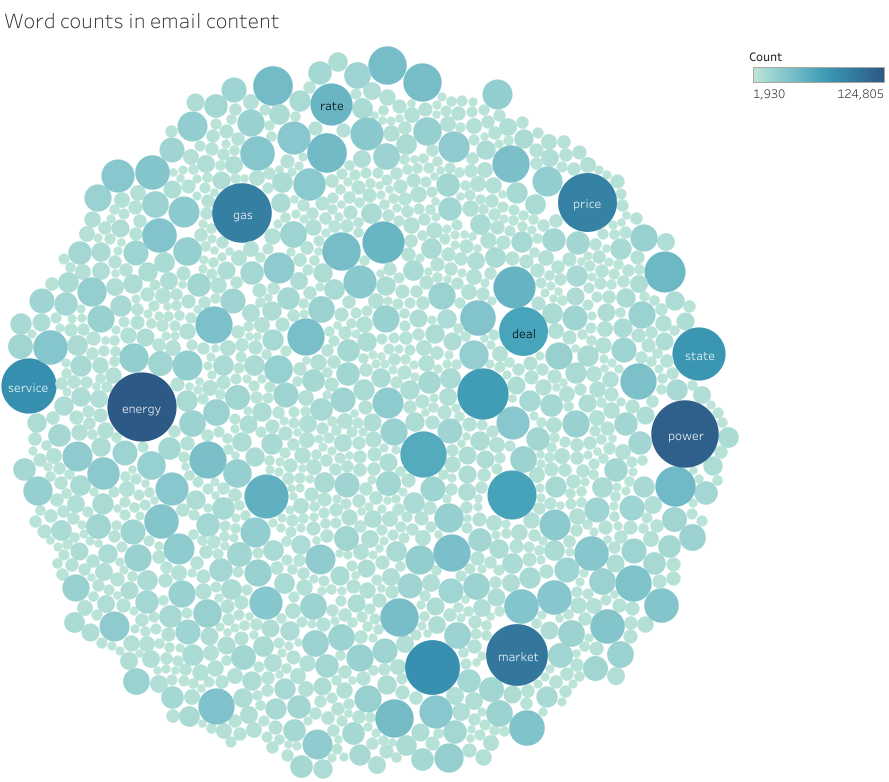 Word counts in email content
Count
1,930 124,805
rate
gas
price
deal
state
service
energy
power
market